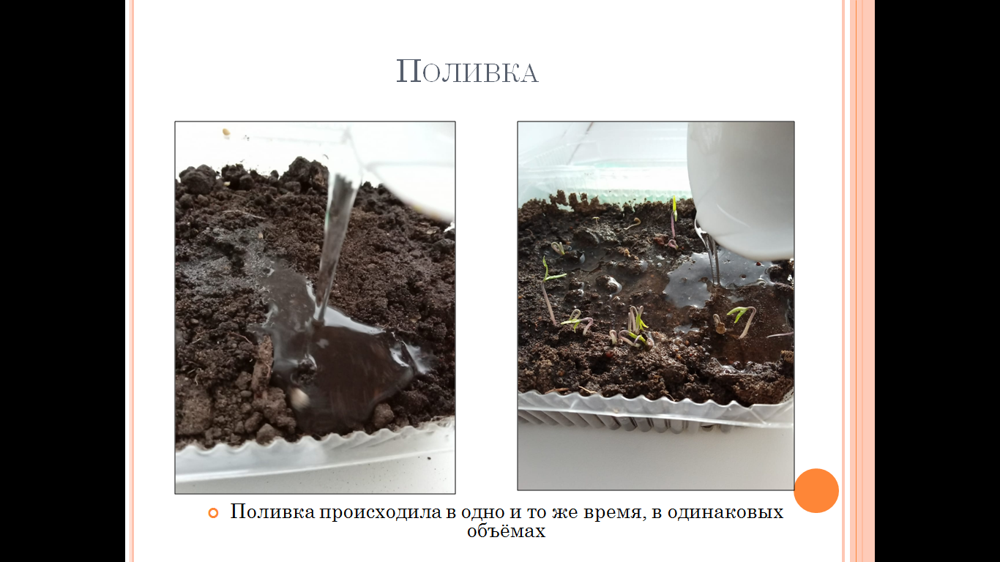 Поливка
Поливка происходила в одно и то же время, в одинаковых
объёмах